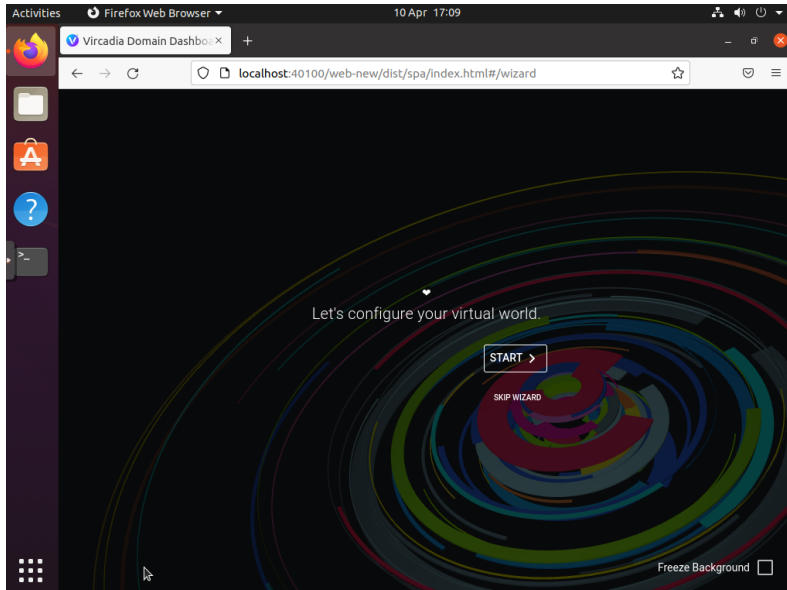 Activities Firefox Web Browser 10 Apr 17:09
Vircadia Domain Dashboa
localhost:40100/web-new/dist/spa/index.html#/wizard
Let's configure your virtual world.
START
SKIP WIZARD
Freeze Background